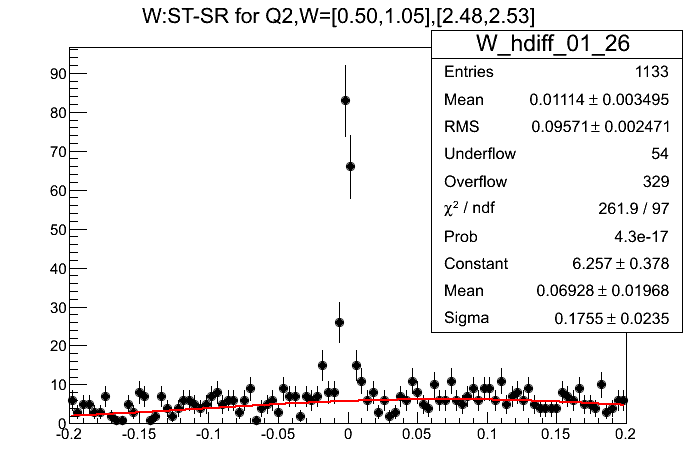 W:ST-SR for Q2,W=[0.50,1.05],[2.48,2.53]
W_hdiff_01_26
Entries 1133
Mean 0.01114 ± 0.003495
RMS 0.09571 ± 0.002471
Underflow 54
Overflow 329
χ² / ndf 261.9 / 97
Prob 4.3e-17
Constant 6.257 ± 0.378
Mean 0.06928 ± 0.01968
Sigma 0.1755 ± 0.0235
90
80
70
60
50
40
30
20
10
0
-0.2 -0.15 -0.1 -0.05 0 0.05 0.1 0.15 0.2